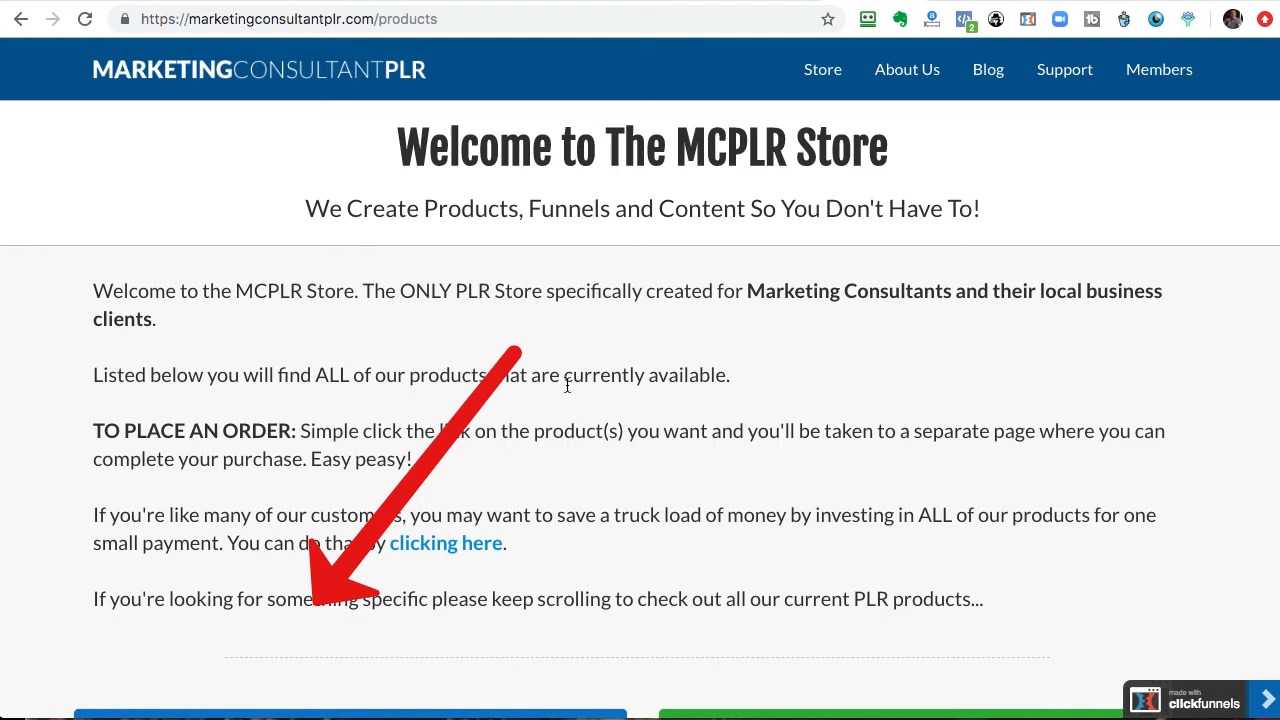 https://marketingconsultantplr.com/products
2
MARKETINGCONSULTANTPLR
Store About Us Blog Support Members
Welcome to The MCPLR Store
We Create Products, Funnels and Content So You Don't Have To!
Welcome to the MCPLR Store. The ONLY PLR Store specifically created for Marketing Consultants and their local business
clients.
Listed below you will find ALL of our products that are currently available.
TO PLACE AN ORDER: Simple click the link on the product(s) you want and you'll be taken to a separate page where you can
complete your purchase. Easy peasy!
If you're like many of our customers, you may want to save a truck load of money by investing in ALL of our products for one
small payment. You can do that by clicking here.
If you're looking for something specific please keep scrolling to check out all our current PLR products...
made with
clickfunnels